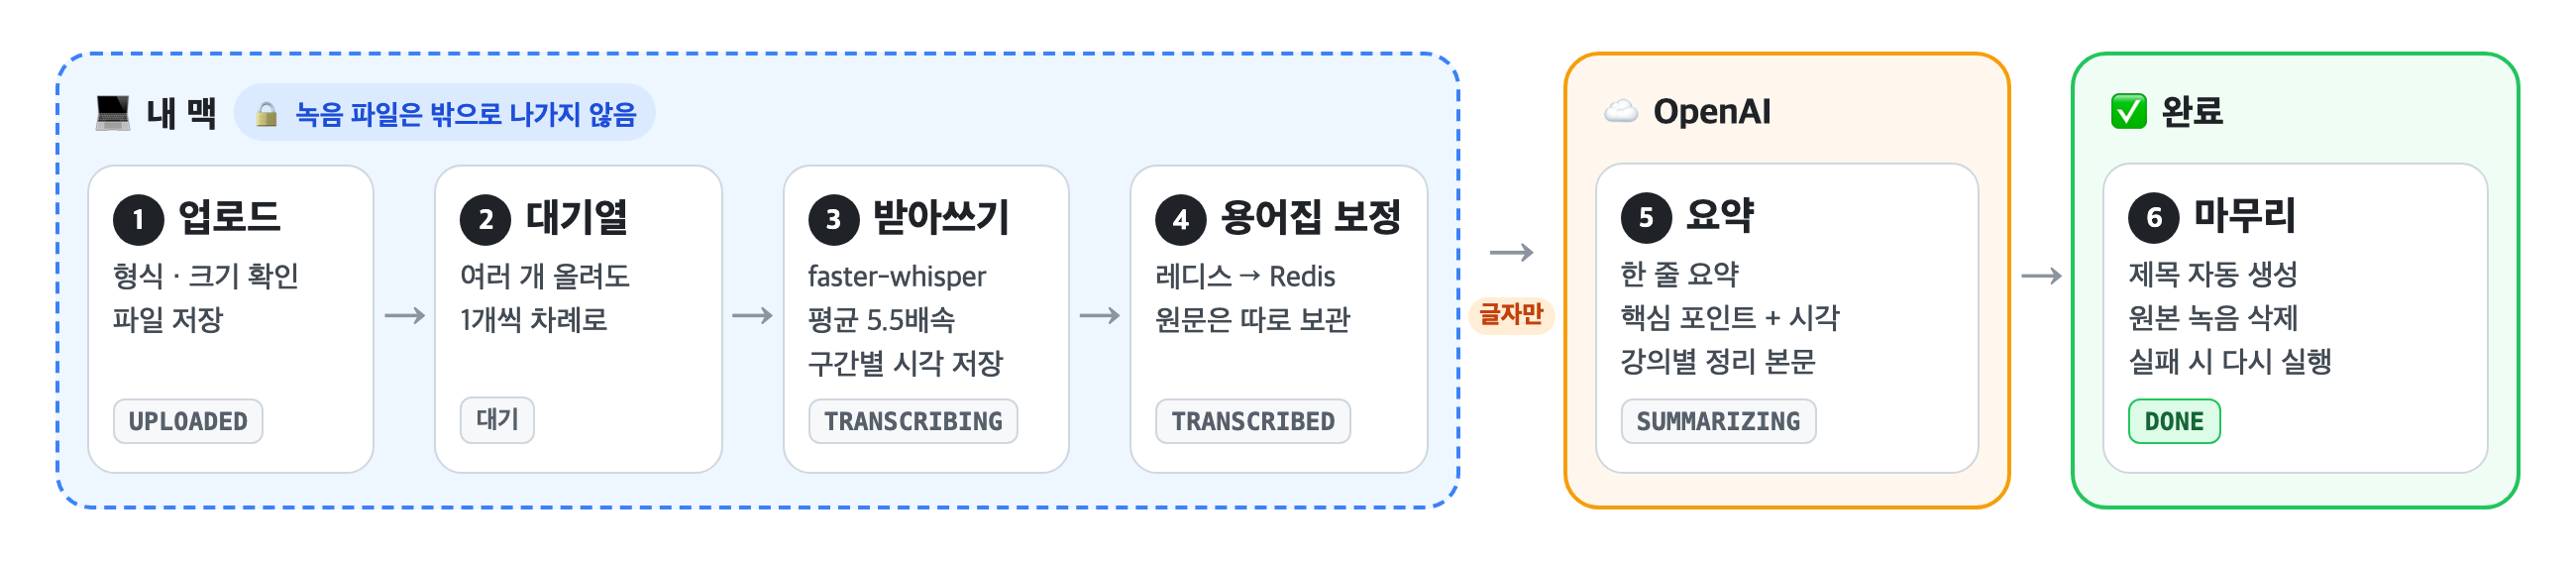 내 맥
녹음 파일은 밖으로 나가지 않음
1 업로드
형식 · 크기 확인
파일 저장
UPLOADED
→
2 대기열
여러 개 올려도
1개씩 차례로
대기
→
3 받아쓰기
faster-whisper
평균 5.5배속
구간별 시각 저장
TRANSCRIBING
→
4 용어집 보정
레디스 → Redis
원문은 따로 보관
TRANSCRIBED
→
글자만
OpenAI
5 요약
한 줄 요약
핵심 포인트 + 시각
강의별 정리 본문
SUMMARIZING
→
완료
6 마무리
제목 자동 생성
원본 녹음 삭제
실패 시 다시 실행
DONE